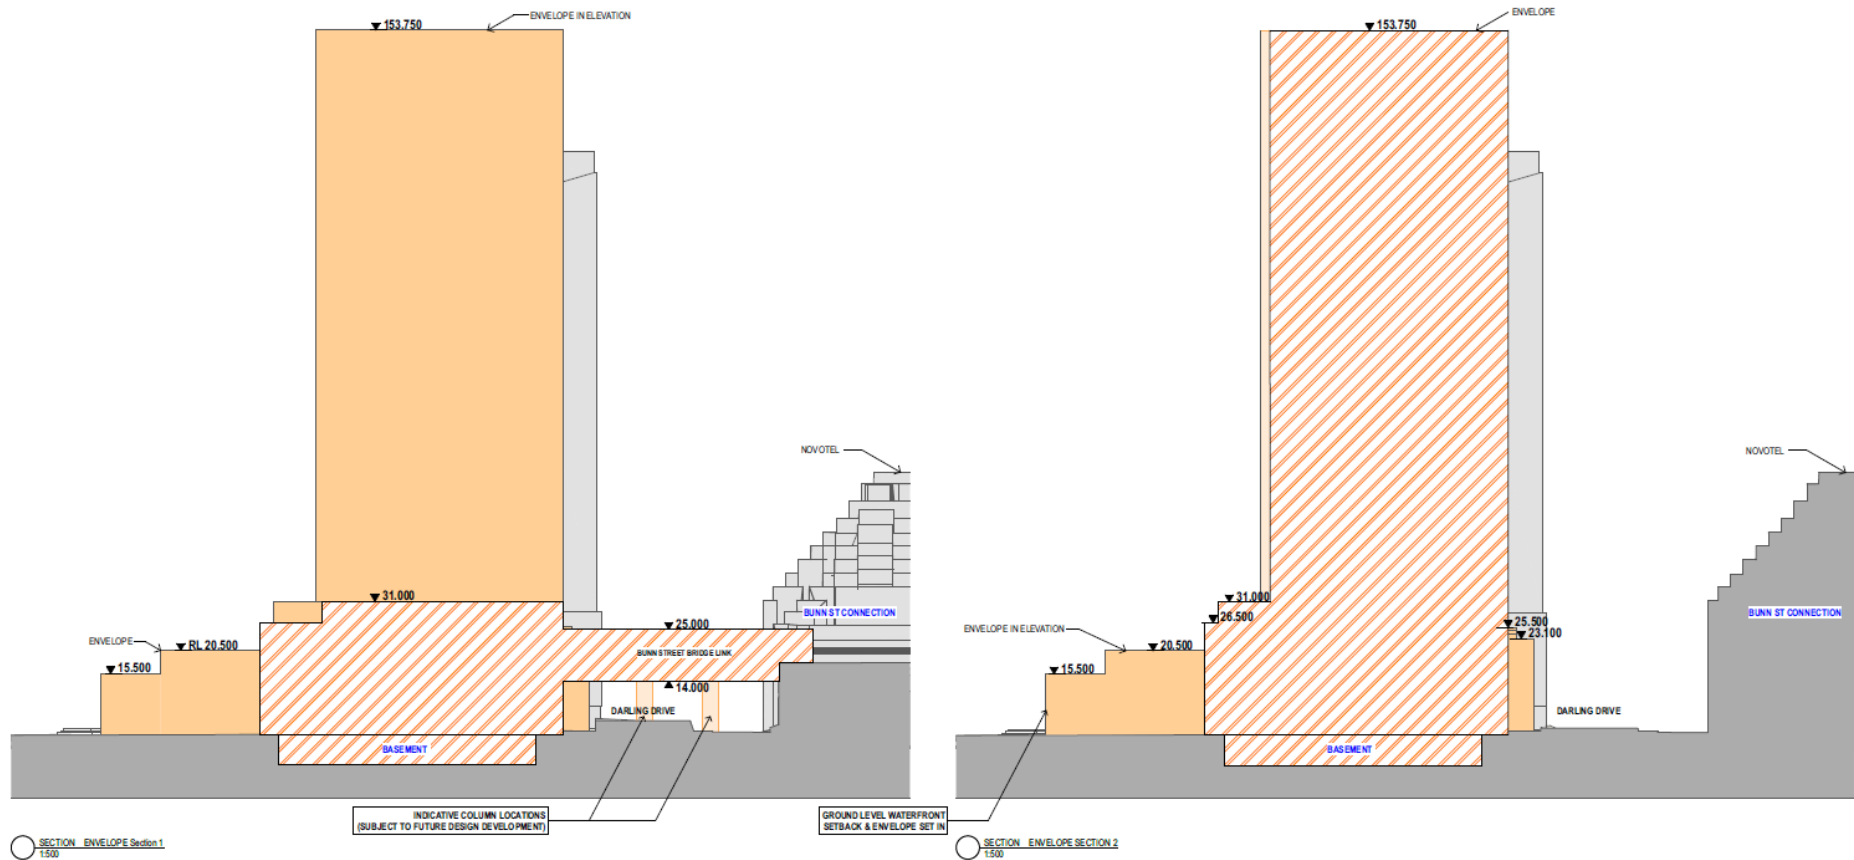 ENVELOPE IN ELEVATION
153.750
NOVOTEL
BUNN ST CONNECTION
31.000
25.000
ENVELOPE
RL 20.500
BUNN STREET BRIDGE LINK
15.500
14.000
DARLING DRIVE
BASEMENT
INDICATIVE COLUMN LOCATIONS
(SUBJECT TO FUTURE DESIGN DEVELOPMENT)
SECTION ENVELOPE Section 1
1:500
ENVELOPE
153.750
NOVOTEL
31.000
BUNN ST CONNECTION
26.500
25.500
ENVELOPE IN ELEVATION
23.100
20.500
15.500
DARLING DRIVE
BASEMENT
GROUND LEVEL WATERFRONT
SETBACK & ENVELOPE SET IN
SECTION ENVELOPE SECTION 2
1:500